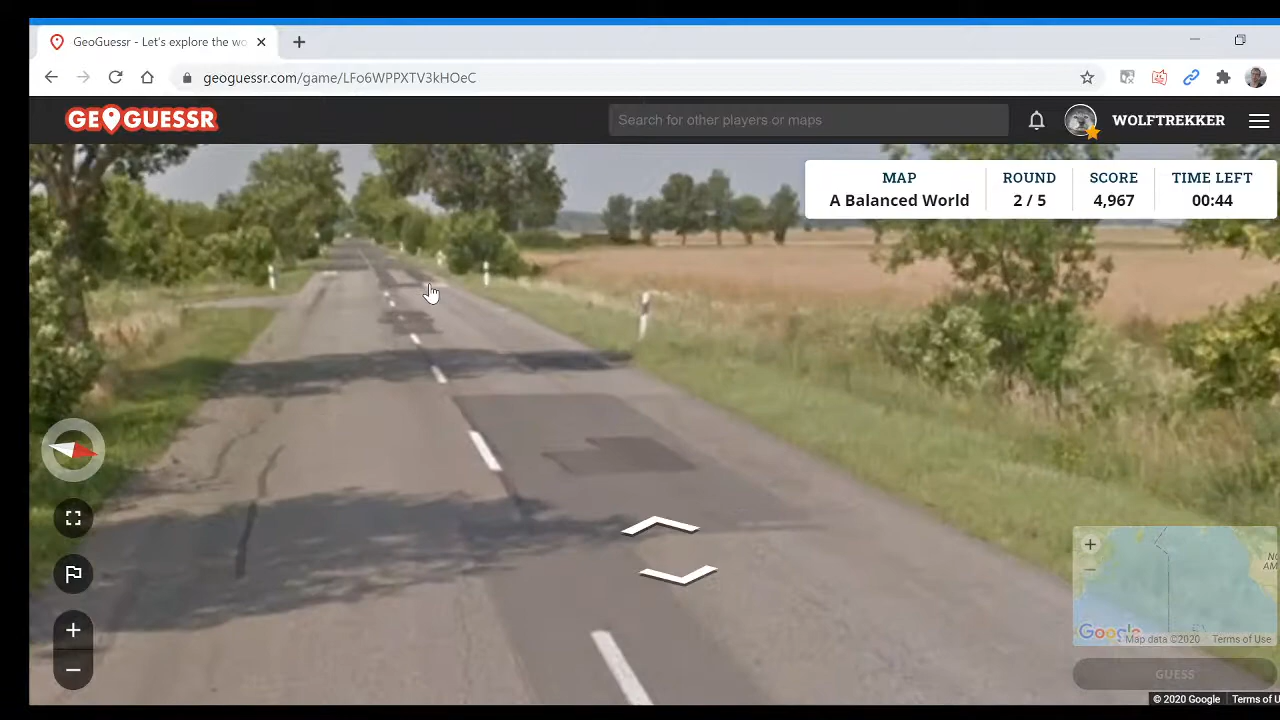 GeoGuessr - Let's explore the wo
geoguessr.com/game/LFo6WPPXTV3kHOeC
GEOGUESSR
Search for other players or maps
WOLFTREKKER
MAP
A Balanced World
ROUND
2 / 5
SCORE
4,967
TIME LEFT
00:44
NO
AM
Google
Map data ©2020 Terms of Use
GUESS
© 2020 Google Terms of U